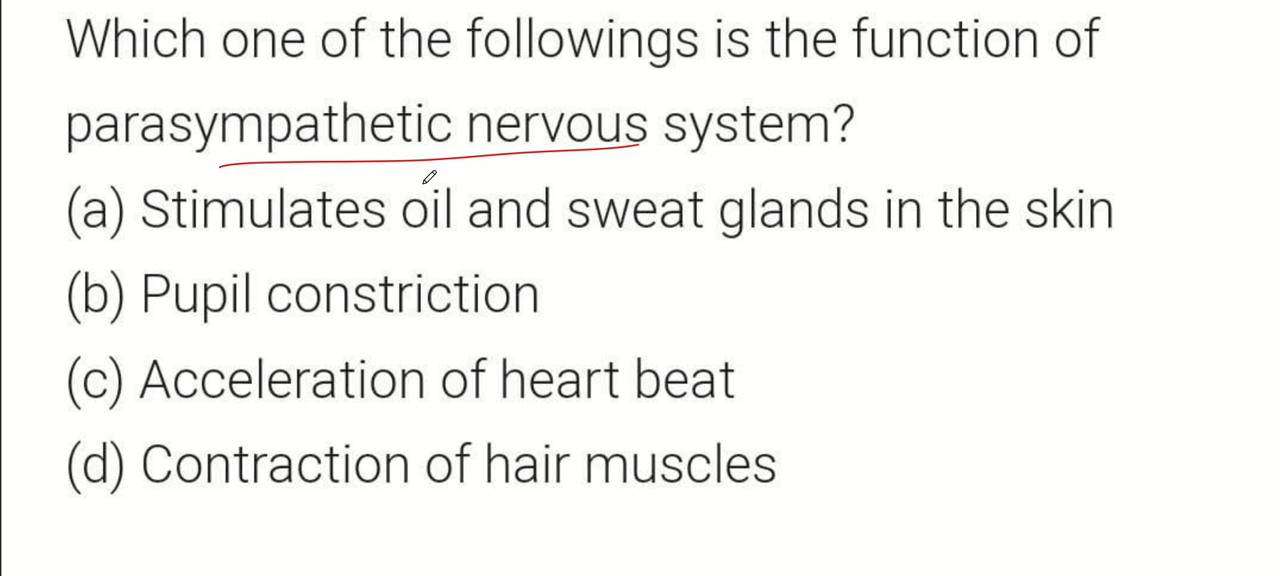 Which one of the followings is the function of
parasympathetic nervous system?
(a) Stimulates oil and sweat glands in the skin
(b) Pupil constriction
(c) Acceleration of heart beat
(d) Contraction of hair muscles